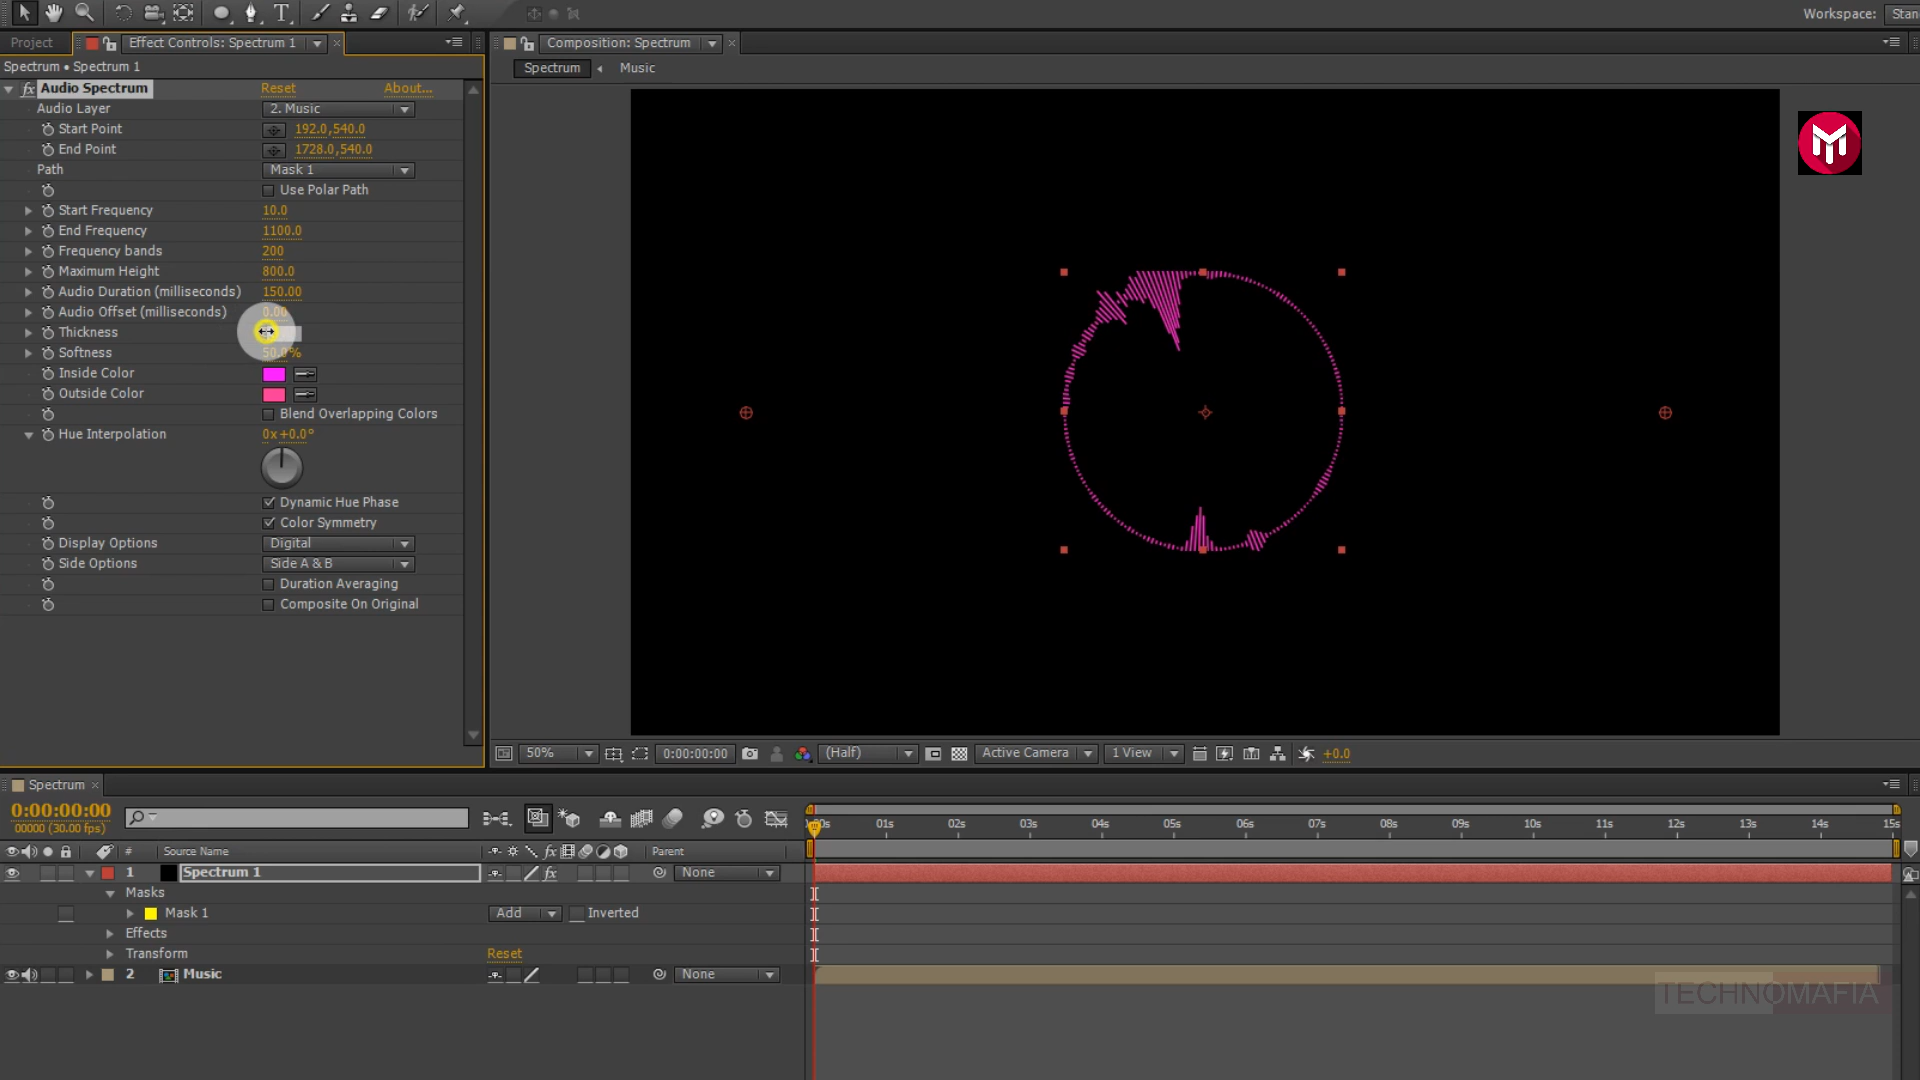 Workspace: Stan
Project Effect Controls: Spectrum 1 × Composition: Spectrum ×
Spectrum • Spectrum 1
Spectrum Music
fx Audio Spectrum Reset About...
Audio Layer 2. Music
Start Point 192.0,540.0
End Point 1728.0,540.0
Path Mask 1
Use Polar Path
Start Frequency 10.0
End Frequency 1100.0
Frequency bands 200
Maximum Height 800.0
Audio Duration (milliseconds) 150.00
Audio Offset (milliseconds) 0.00
Thickness
Softness 50.0%
Inside Color
Outside Color
Blend Overlapping Colors
Hue Interpolation 0x+0.0°
Dynamic Hue Phase
Color Symmetry
Display Options Digital
Side Options Side A & B
Duration Averaging
Composite On Original
50% 0:00:00:00 (Half) Active Camera 1 View +0.0
Spectrum ×
0:00:00:00
00000 (30.00 fps)
01s 02s 03s 04s 05s 06s 07s 08s 09s 10s 11s 12s 13s 14s 15s
# Source Name fx Parent
1 Spectrum 1 fx None
Masks
Mask 1 Add Inverted
Effects
Transform Reset
2 Music None
TECHNOMAFIA